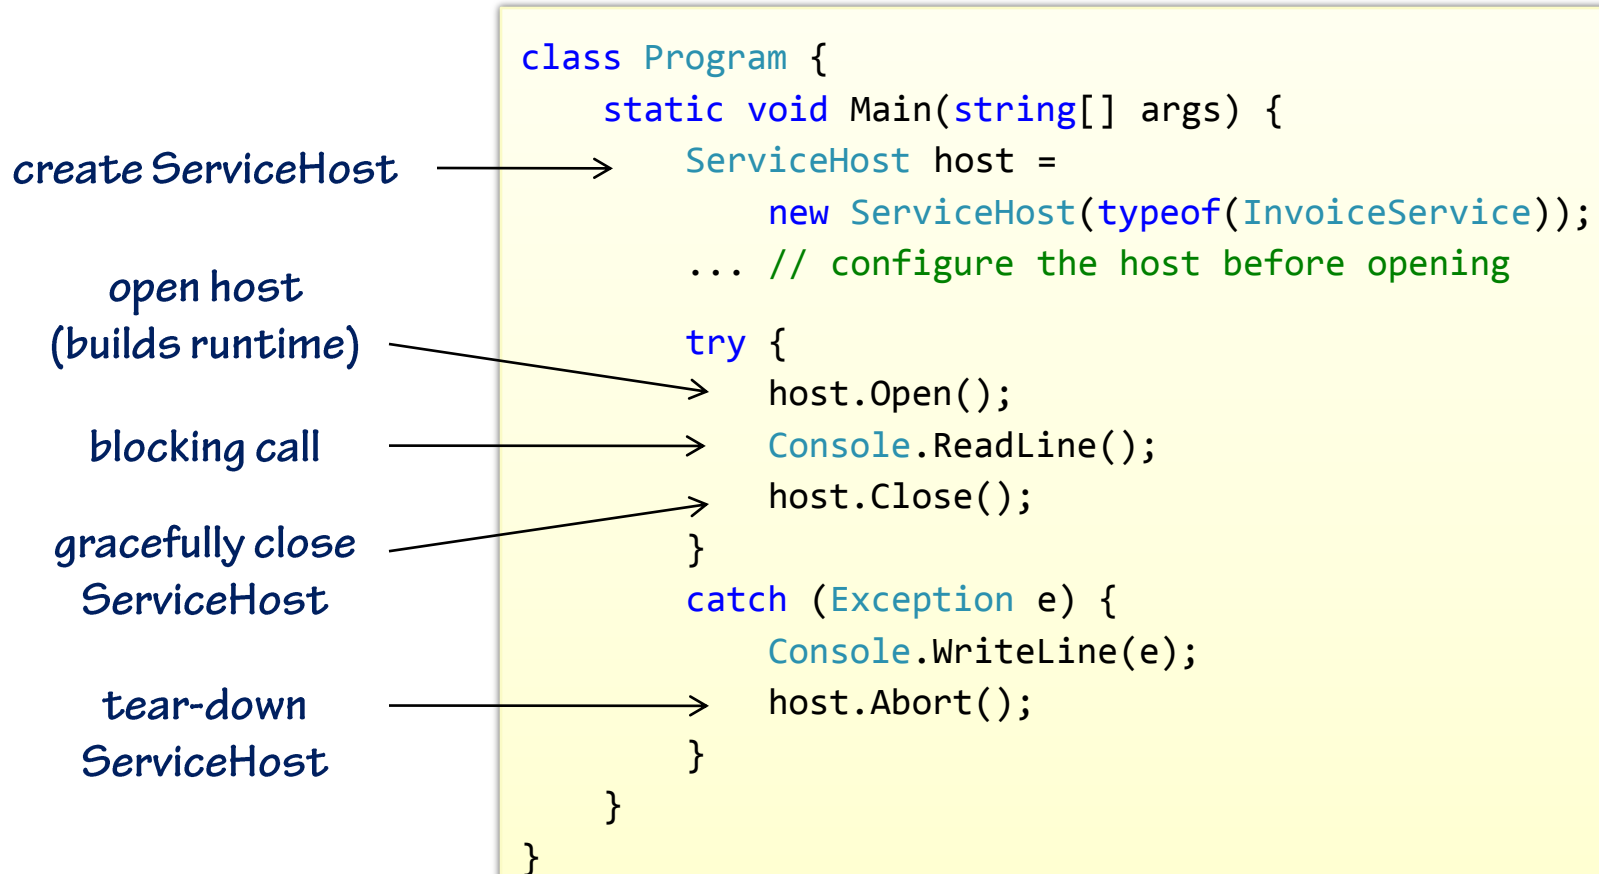 class Program {
static void Main(string[] args) {
create ServiceHost
ServiceHost host =
new ServiceHost(typeof(InvoiceService));
... // configure the host before opening
open host
(builds runtime)
try {
host.Open();
blocking call
Console.ReadLine();
host.Close();
gracefully close
ServiceHost
}
catch (Exception e) {
Console.WriteLine(e);
tear-down
ServiceHost
host.Abort();
}
}
}